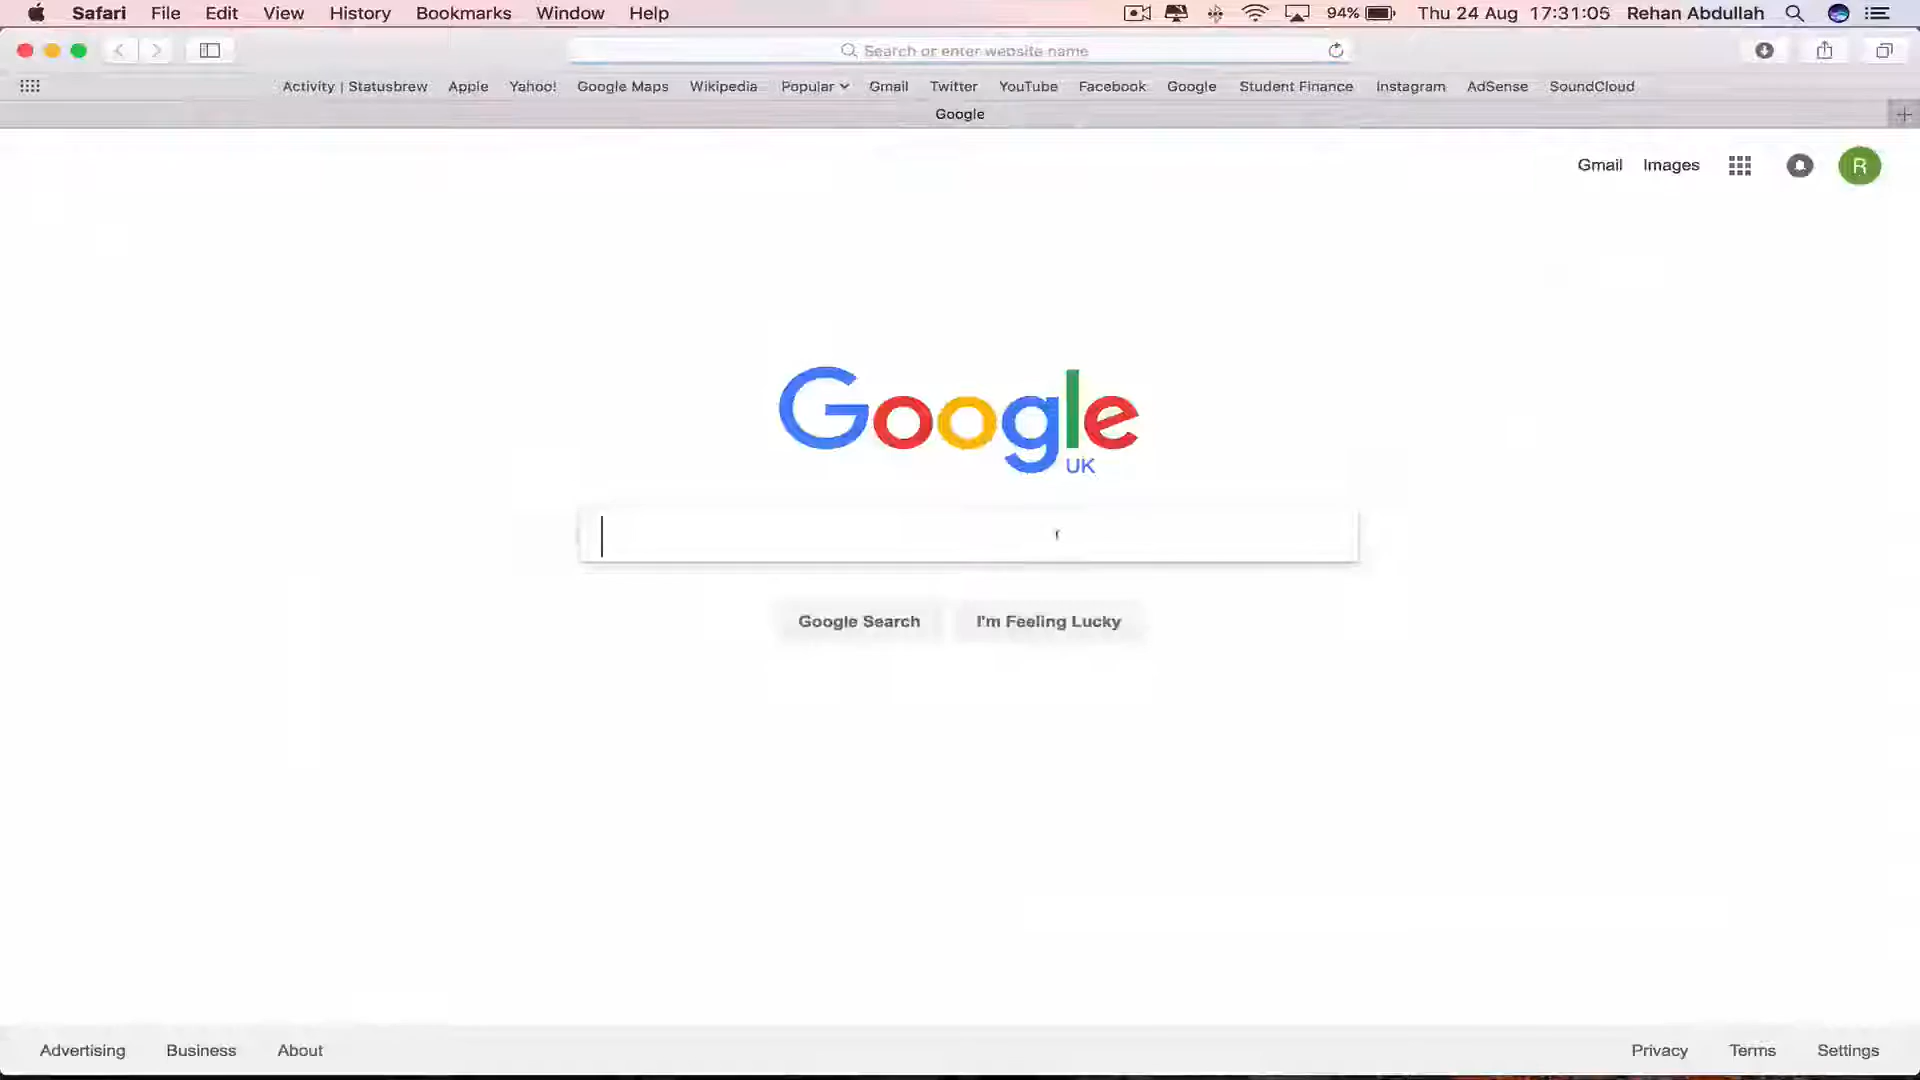 Safari File Edit View History Bookmarks Window Help 94% Thu 24 Aug 17:31:05 Rehan Abdullah
Search or enter website name
Activity | Statusbrew Apple Yahoo! Google Maps Wikipedia Popular Gmail Twitter YouTube Facebook Google Student Finance Instagram AdSense SoundCloud
Google
Gmail Images R
Google
UK
Google Search I'm Feeling Lucky
Advertising Business About Privacy Terms Settings